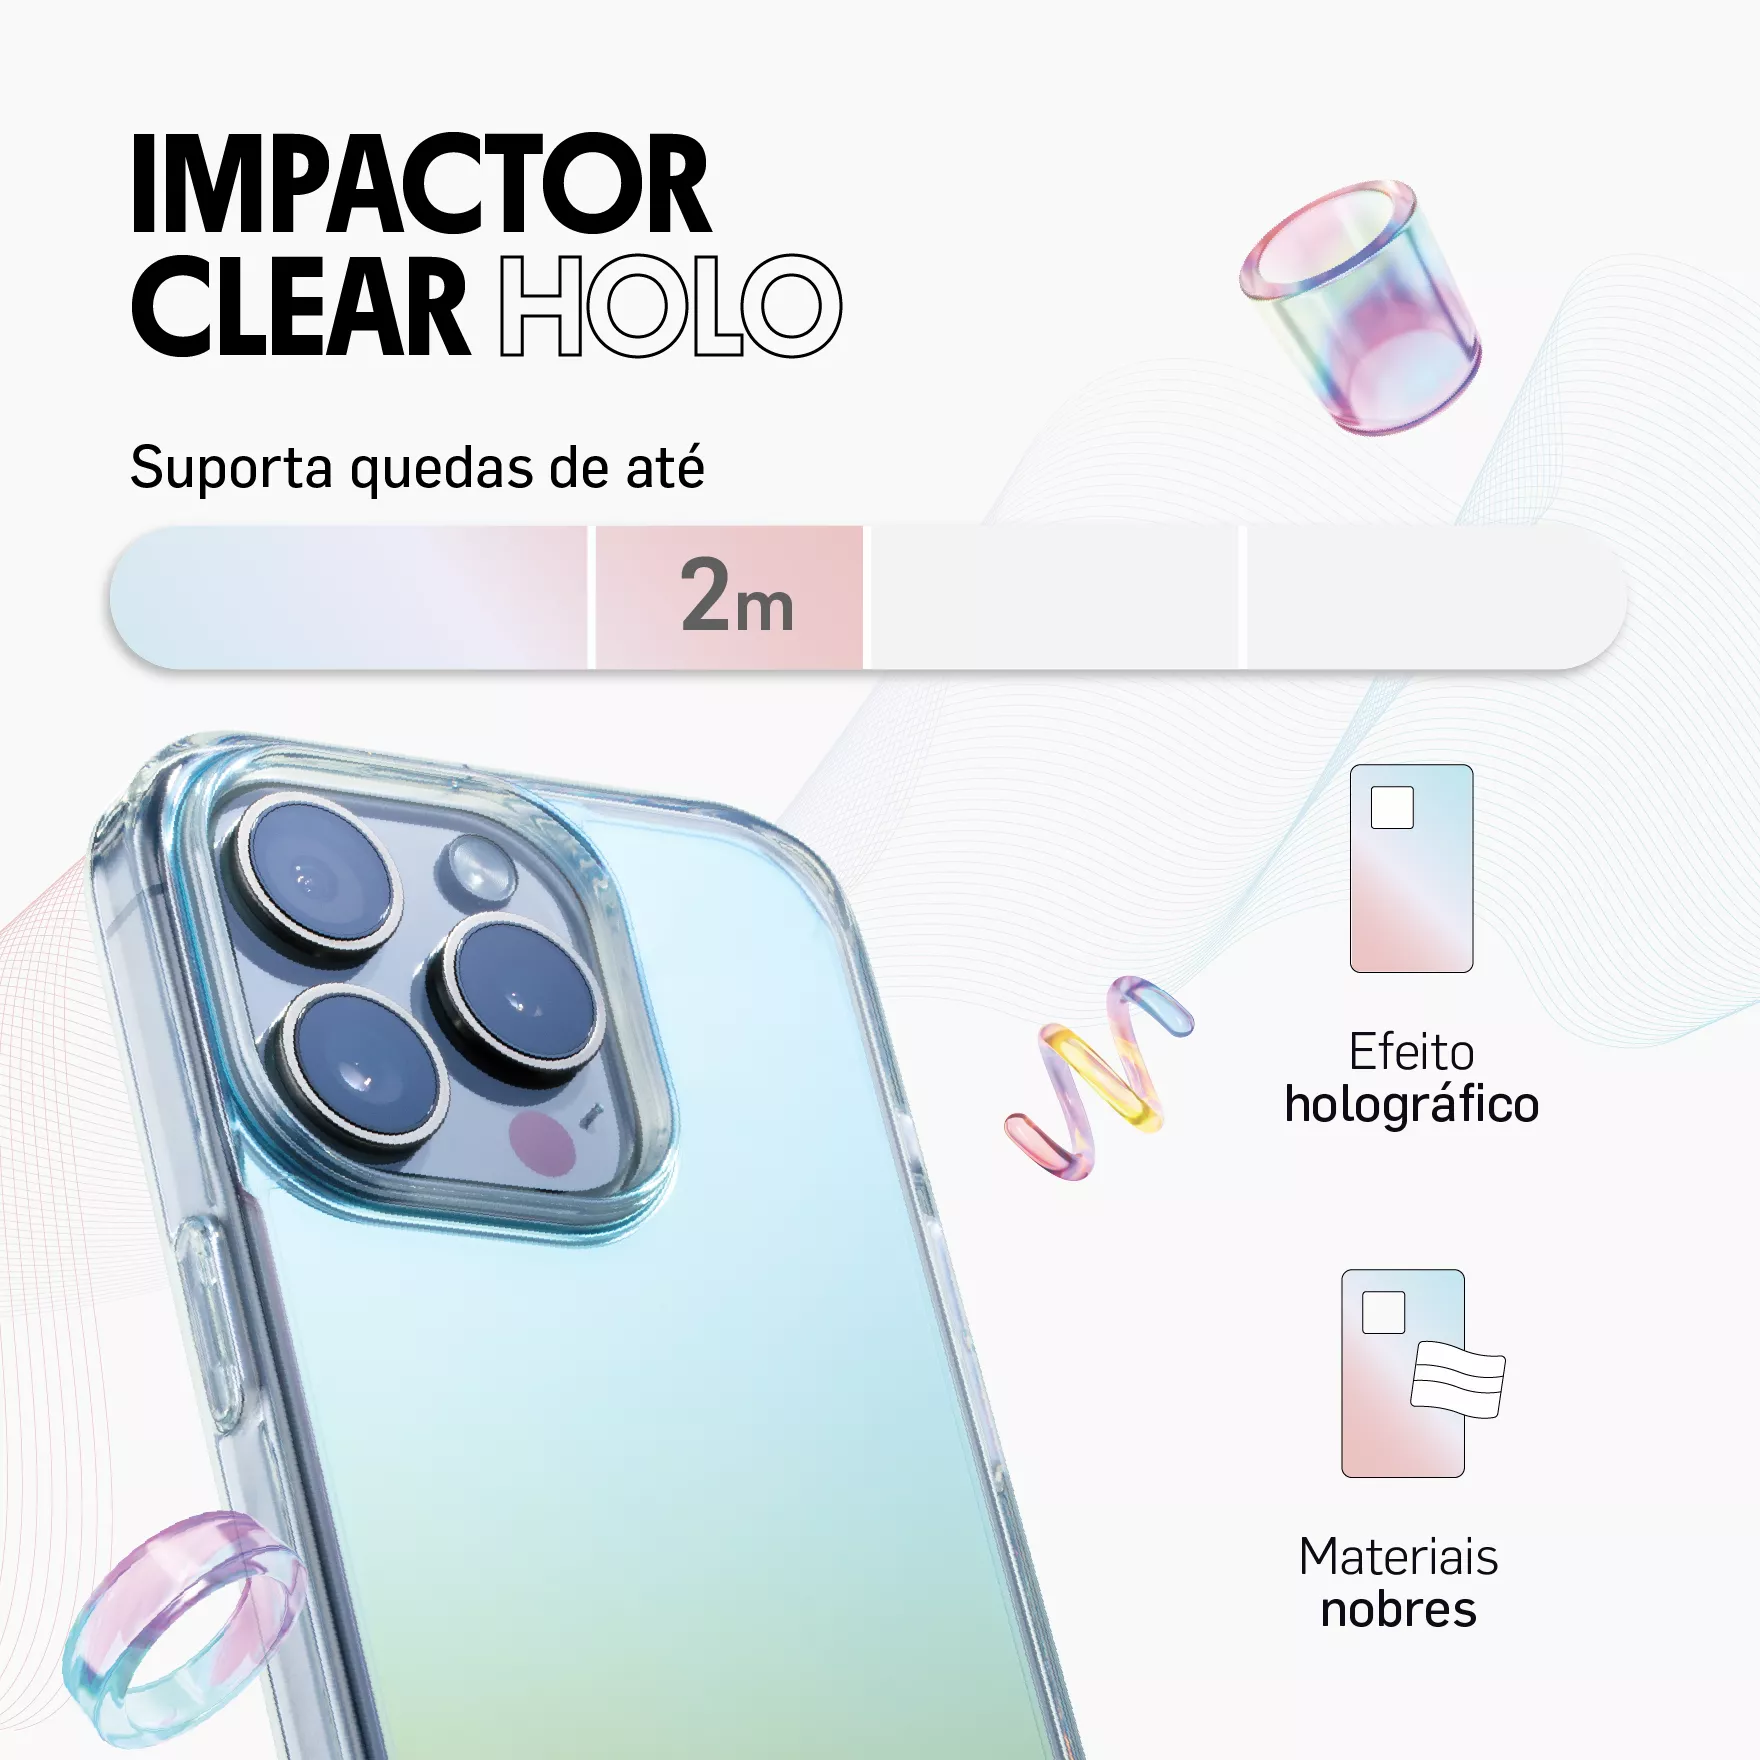 IMPACTOR
CLEAR HOLO
Suporta quedas de até
2m
Efeito
holográfico
Materiais
nobres